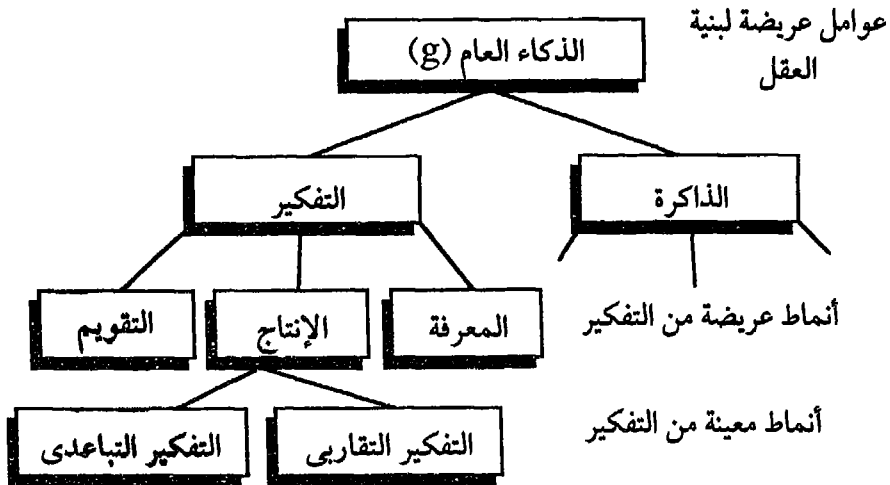 عوامل عريضة لبنية
العقل
الذكاء العام (g)
الذاكرة
التفكير
أنماط عريضة من التفكير
المعرفة
الإنتاج
التقويم
أنماط معينة من التفكير
التفكير التقاربى
التفكير التباعدى